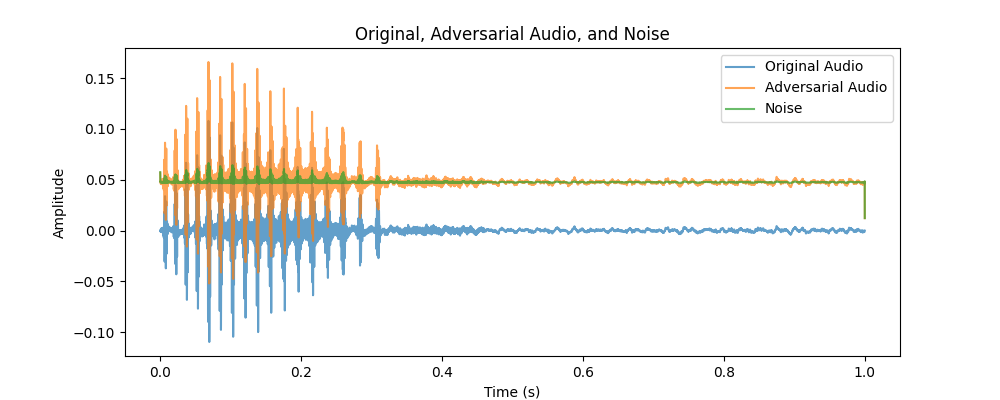 Original, Adversarial Audio, and Noise
Original Audio
Adversarial Audio
Noise
Amplitude
0.15
0.10
0.05
0.00
−0.05
−0.10
0.0
0.2
0.4
0.6
0.8
1.0
Time (s)